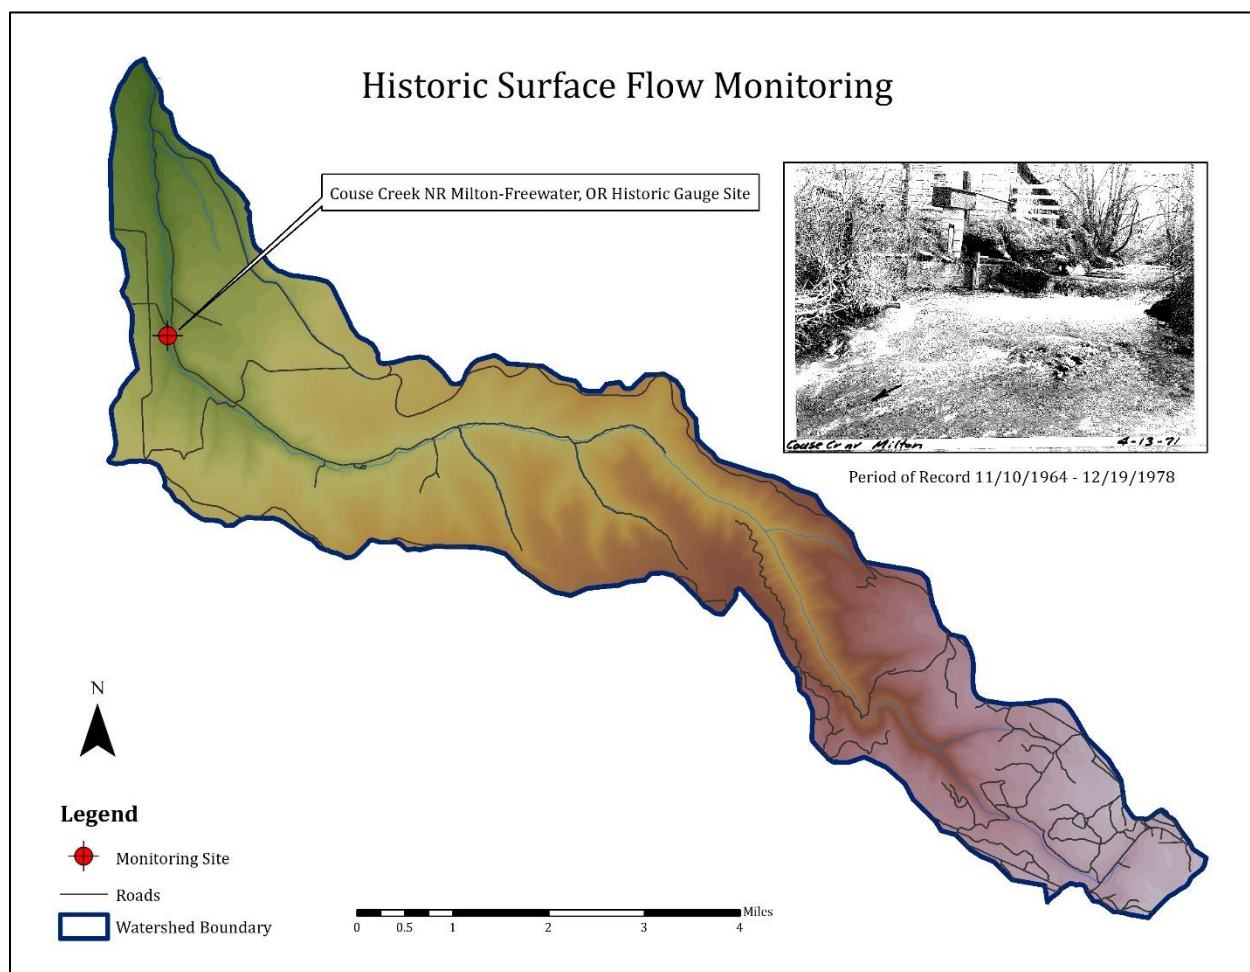 Historic Surface Flow Monitoring
Couse Creek NR Milton-Freewater, OR Historic Gauge Site
Couse Cr nr Milton
4-13-71
Period of Record 11/10/1964 - 12/19/1978
N
Legend
Monitoring Site
Roads
Watershed Boundary
Miles
0 0.5 1 2 3 4